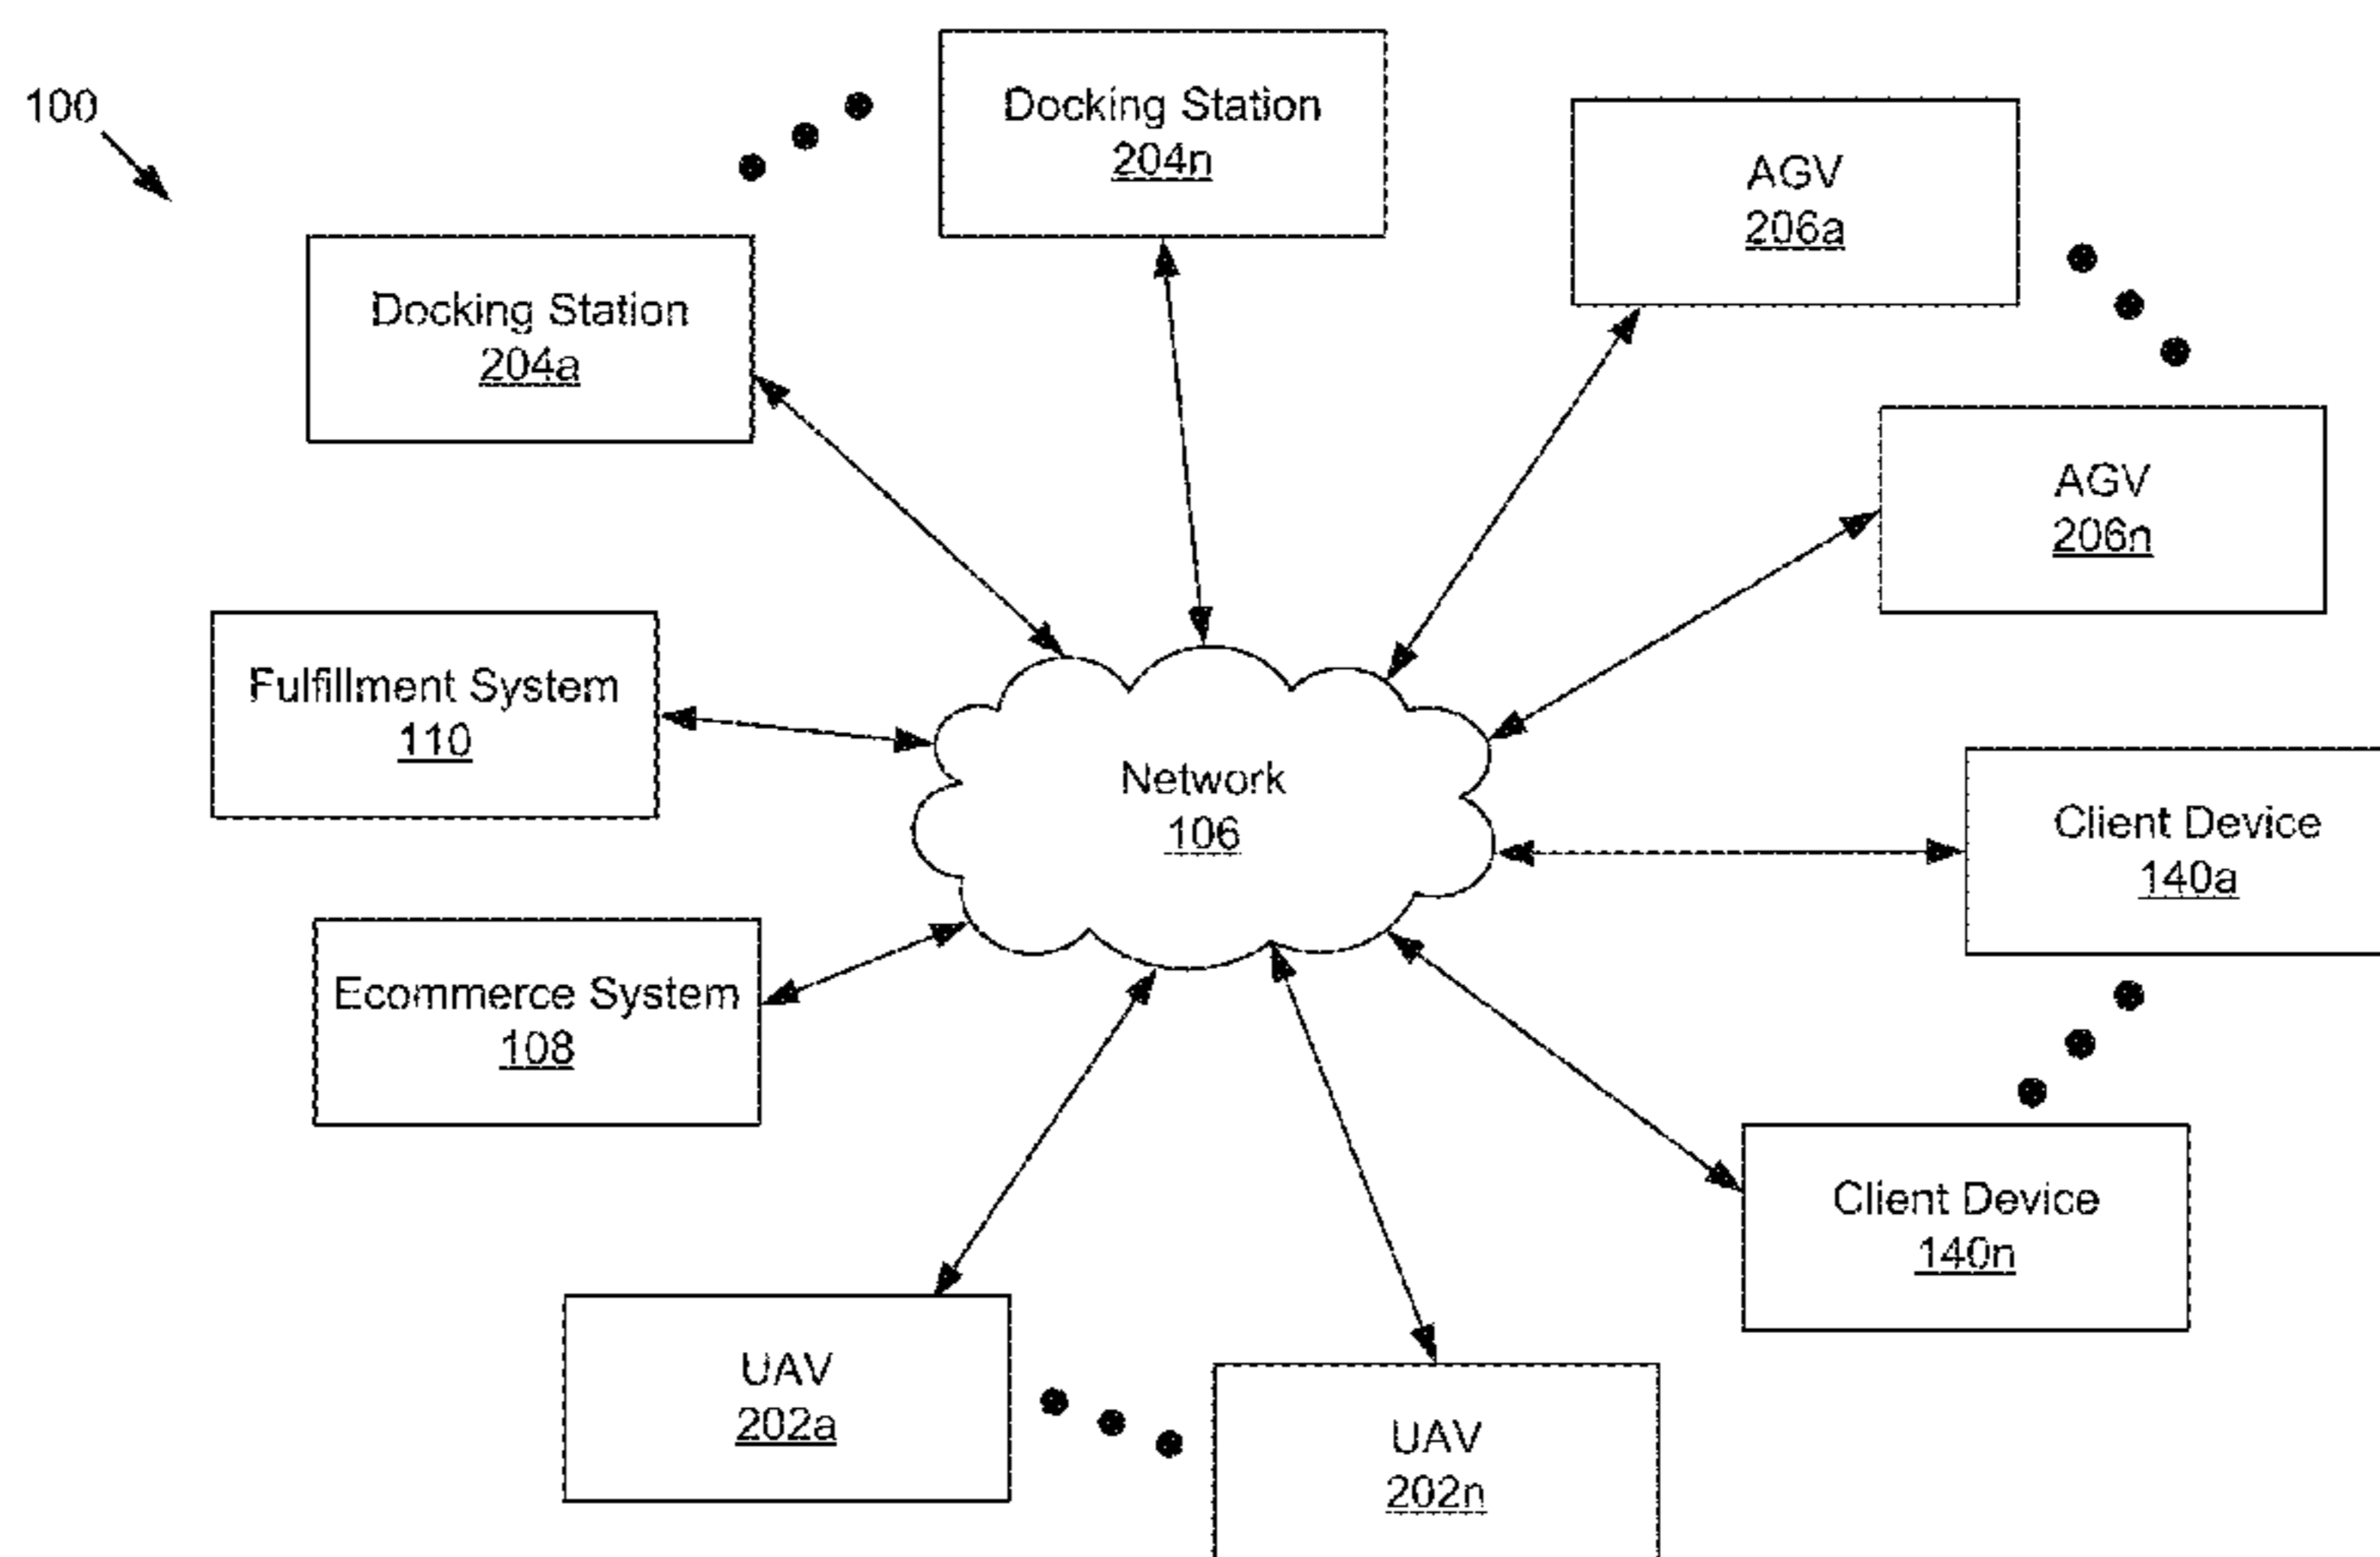 100
Docking Station
204n
AGV
206a
Docking Station
204a
AGV
206n
Fulfillment System
110
Network
106
Client Device
140a
Ecommerce System
108
Client Device
140n
UAV
202a
UAV
202n